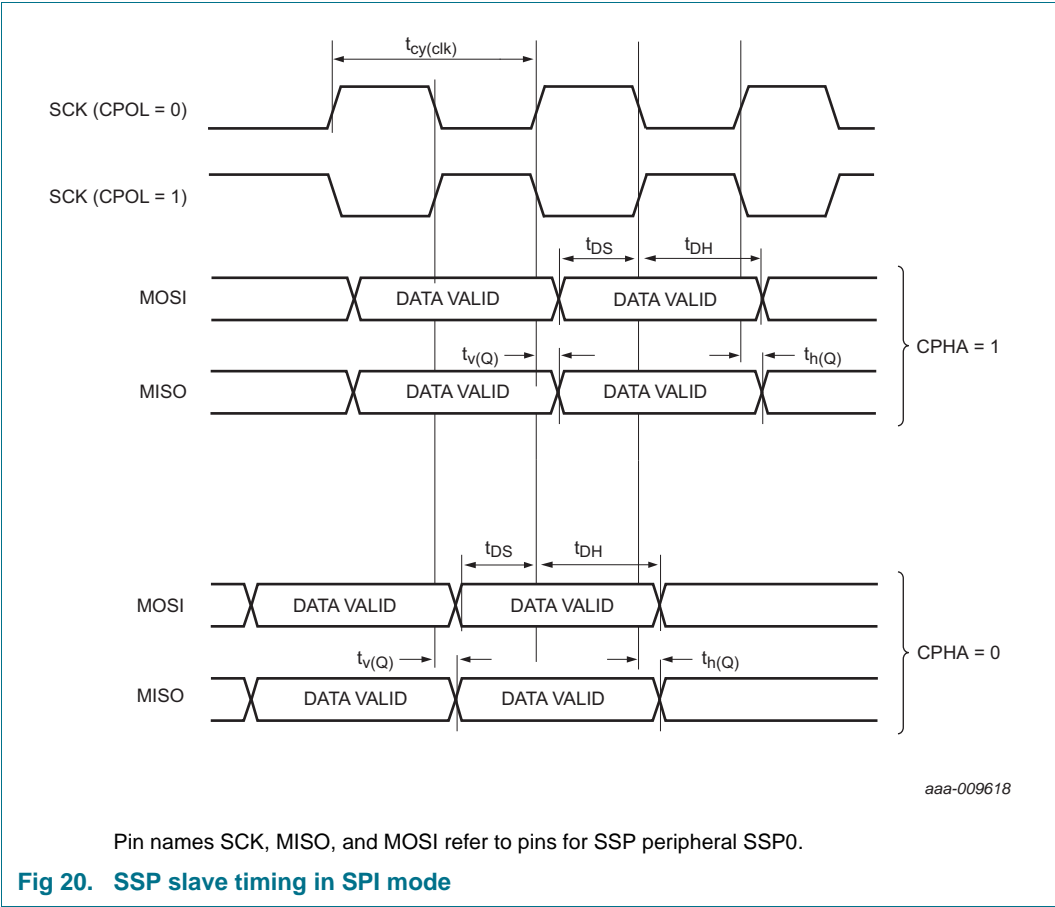 tcy(clk)
SCK (CPOL = 0)
SCK (CPOL = 1)
tDS tDH
MOSI DATA VALID DATA VALID
CPHA = 1
tv(Q) th(Q)
MISO DATA VALID DATA VALID
tDS tDH
MOSI DATA VALID DATA VALID
CPHA = 0
tv(Q) th(Q)
MISO DATA VALID DATA VALID
aaa-009618
Pin names SCK, MISO, and MOSI refer to pins for SSP peripheral SSP0.
Fig 20. SSP slave timing in SPI mode